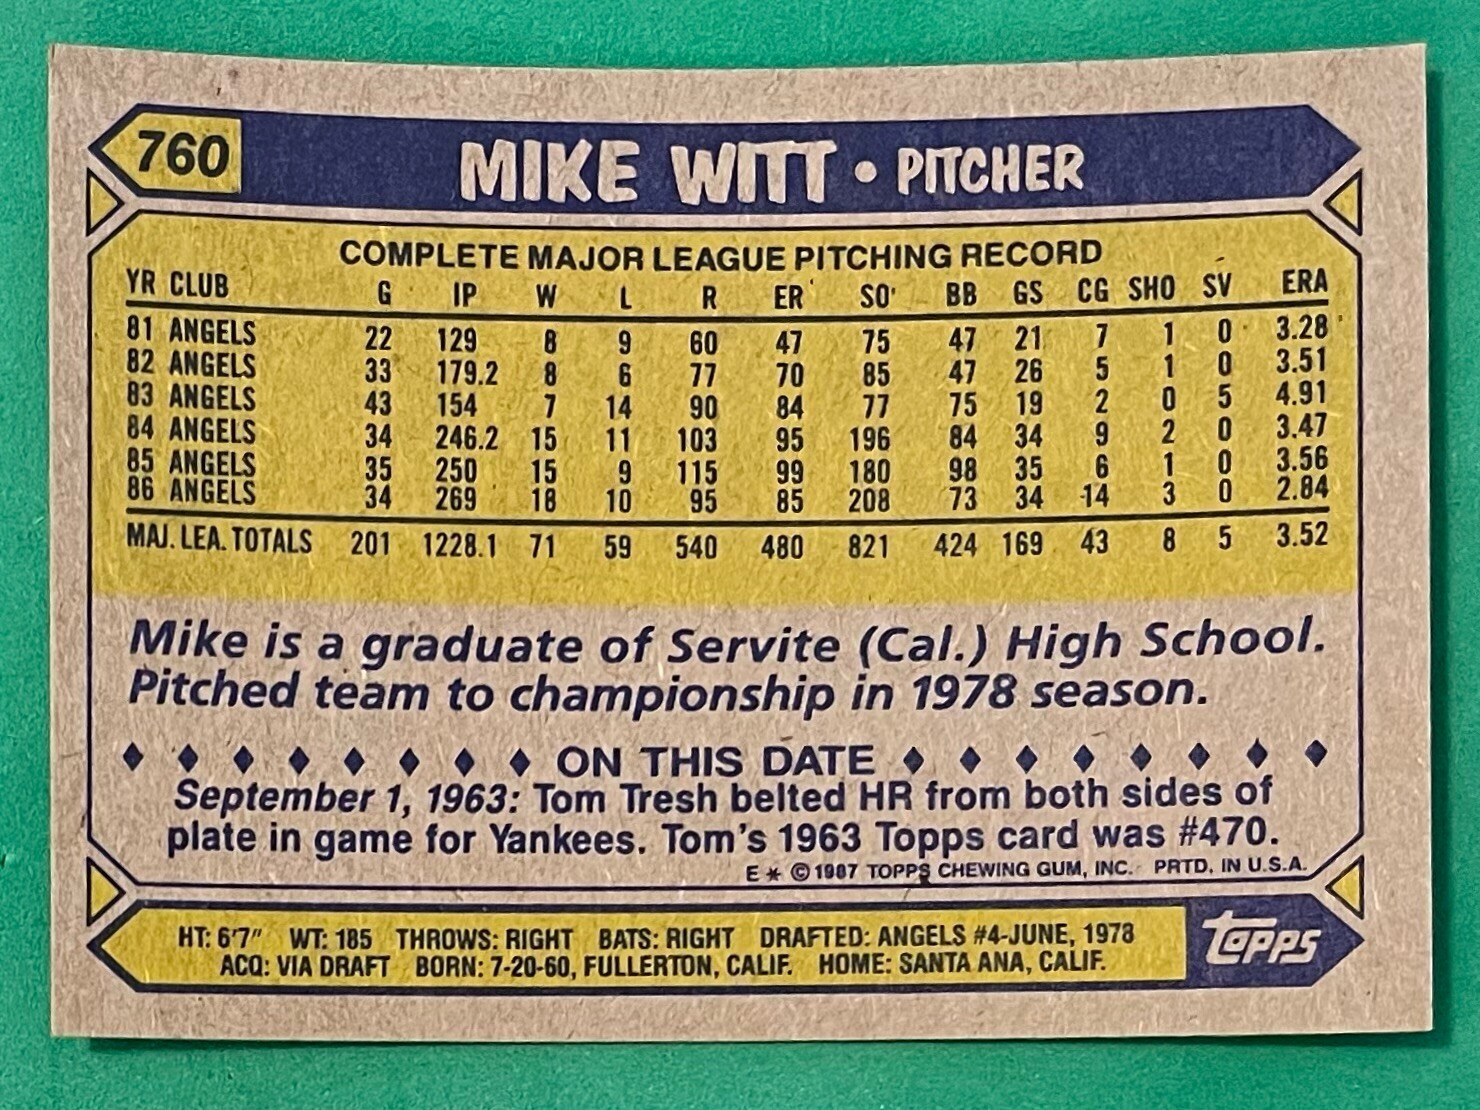 760 MIKE WITT • PITCHER
COMPLETE MAJOR LEAGUE PITCHING RECORD
YR CLUB G IP W L R ER SO BB GS CG SHO SV ERA
81 ANGELS 22 129 8 9 60 47 75 47 21 7 1 0 3.28
82 ANGELS 33 179.2 8 6 77 70 85 47 26 5 1 0 3.51
83 ANGELS 43 154 7 14 90 84 77 75 19 2 0 5 4.91
84 ANGELS 34 246.2 15 11 103 95 196 84 34 9 2 0 3.47
85 ANGELS 35 250 15 9 115 99 180 98 35 6 1 0 3.56
86 ANGELS 34 269 18 10 95 85 208 73 34 14 3 0 2.84
MAJ. LEA. TOTALS 201 1228.1 71 59 540 480 821 424 169 43 8 5 3.52
Mike is a graduate of Servite (Cal.) High School.
Pitched team to championship in 1978 season.
♦ ♦ ♦ ♦ ♦ ♦ ♦ ♦ ON THIS DATE ♦ ♦ ♦ ♦ ♦ ♦ ♦ ♦
September 1, 1963: Tom Tresh belted HR from both sides of
plate in game for Yankees. Tom's 1963 Topps card was #470.
E * © 1987 TOPPS CHEWING GUM, INC. PRTD. IN U.S.A.
HT: 6'7" WT: 185 THROWS: RIGHT BATS: RIGHT DRAFTED: ANGELS #4-JUNE, 1978
ACQ: VIA DRAFT BORN: 7-20-60, FULLERTON, CALIF. HOME: SANTA ANA, CALIF.
topps